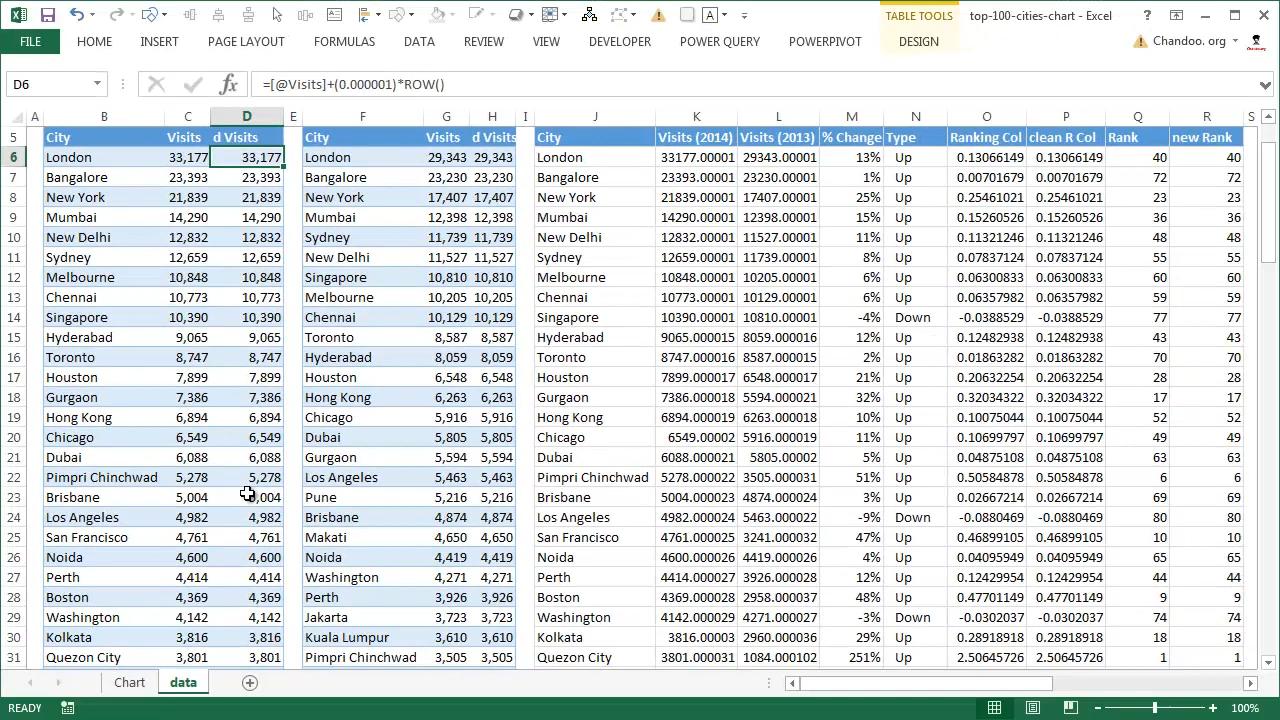 top-100-cities-chart - Excel
TABLE TOOLS
FILE HOME INSERT PAGE LAYOUT FORMULAS DATA REVIEW VIEW DEVELOPER POWER QUERY POWERPIVOT DESIGN Chandoo. org
D6 fx =[@Visits]+(0.000001)*ROW()
A B C D E F G H I J K L M N O P Q R S
5 City Visits d Visits City Visits d Visits City Visits (2014) Visits (2013) % Change Type Ranking Col clean R Col Rank new Rank
6 London 33,177 33,177 London 29,343 29,343 London 33177.00001 29343.00001 13% Up 0.13066149 0.13066149 40 40
7 Bangalore 23,393 23,393 Bangalore 23,230 23,230 Bangalore 23393.00001 23230.00001 1% Up 0.00701679 0.00701679 72 72
8 New York 21,839 21,839 New York 17,407 17,407 New York 21839.00001 17407.00001 25% Up 0.25461021 0.25461021 23 23
9 Mumbai 14,290 14,290 Mumbai 12,398 12,398 Mumbai 14290.00001 12398.00001 15% Up 0.15260526 0.15260526 36 36
10 New Delhi 12,832 12,832 Sydney 11,739 11,739 New Delhi 12832.00001 11527.00001 11% Up 0.11321246 0.11321246 48 48
11 Sydney 12,659 12,659 New Delhi 11,527 11,527 Sydney 12659.00001 11739.00001 8% Up 0.07837124 0.07837124 55 55
12 Melbourne 10,848 10,848 Singapore 10,810 10,810 Melbourne 10848.00001 10205.00001 6% Up 0.06300833 0.06300833 60 60
13 Chennai 10,773 10,773 Melbourne 10,205 10,205 Chennai 10773.00001 10129.00001 6% Up 0.06357982 0.06357982 59 59
14 Singapore 10,390 10,390 Chennai 10,129 10,129 Singapore 10390.00001 10810.00001 -4% Down -0.0388529 -0.0388529 77 77
15 Hyderabad 9,065 9,065 Toronto 8,587 8,587 Hyderabad 9065.000015 8059.000016 12% Up 0.12482938 0.12482938 43 43
16 Toronto 8,747 8,747 Hyderabad 8,059 8,059 Toronto 8747.000016 8587.000015 2% Up 0.01863282 0.01863282 70 70
17 Houston 7,899 7,899 Houston 6,548 6,548 Houston 7899.000017 6548.000017 21% Up 0.20632254 0.20632254 28 28
18 Gurgaon 7,386 7,386 Hong Kong 6,263 6,263 Gurgaon 7386.000018 5594.000021 32% Up 0.32034322 0.32034322 17 17
19 Hong Kong 6,894 6,894 Chicago 5,916 5,916 Hong Kong 6894.000019 6263.000018 10% Up 0.10075044 0.10075044 52 52
20 Chicago 6,549 6,549 Dubai 5,805 5,805 Chicago 6549.00002 5916.000019 11% Up 0.10699797 0.10699797 49 49
21 Dubai 6,088 6,088 Gurgaon 5,594 5,594 Dubai 6088.000021 5805.00002 5% Up 0.04875108 0.04875108 63 63
22 Pimpri Chinchwad 5,278 5,278 Los Angeles 5,463 5,463 Pimpri Chinchwad 5278.000022 3505.000031 51% Up 0.50584878 0.50584878 6 6
23 Brisbane 5,004 5,004 Pune 5,216 5,216 Brisbane 5004.000023 4874.000024 3% Up 0.02667214 0.02667214 69 69
24 Los Angeles 4,982 4,982 Brisbane 4,874 4,874 Los Angeles 4982.000024 5463.000022 -9% Down -0.0880469 -0.0880469 80 80
25 San Francisco 4,761 4,761 Makati 4,650 4,650 San Francisco 4761.000025 3241.000032 47% Up 0.46899105 0.46899105 10 10
26 Noida 4,600 4,600 Noida 4,419 4,419 Noida 4600.000026 4419.000026 4% Up 0.04095949 0.04095949 65 65
27 Perth 4,414 4,414 Washington 4,271 4,271 Perth 4414.000027 3926.000028 12% Up 0.12429954 0.12429954 44 44
28 Boston 4,369 4,369 Perth 3,926 3,926 Boston 4369.000028 2958.000037 48% Up 0.47701649 0.47701649 9 9
29 Washington 4,142 4,142 Jakarta 3,723 3,723 Washington 4142.000029 4271.000027 -3% Down -0.0302037 -0.0302037 74 74
30 Kolkata 3,816 3,816 Kuala Lumpur 3,610 3,610 Kolkata 3816.00003 2960.000036 29% Up 0.28918918 0.28918918 18 18
31 Quezon City 3,801 3,801 Pimpri Chinchwad 3,505 3,505 Quezon City 3801.000031 1084.000102 251% Up 2.50645726 2.50645726 1 1
Chart data
READY 100%